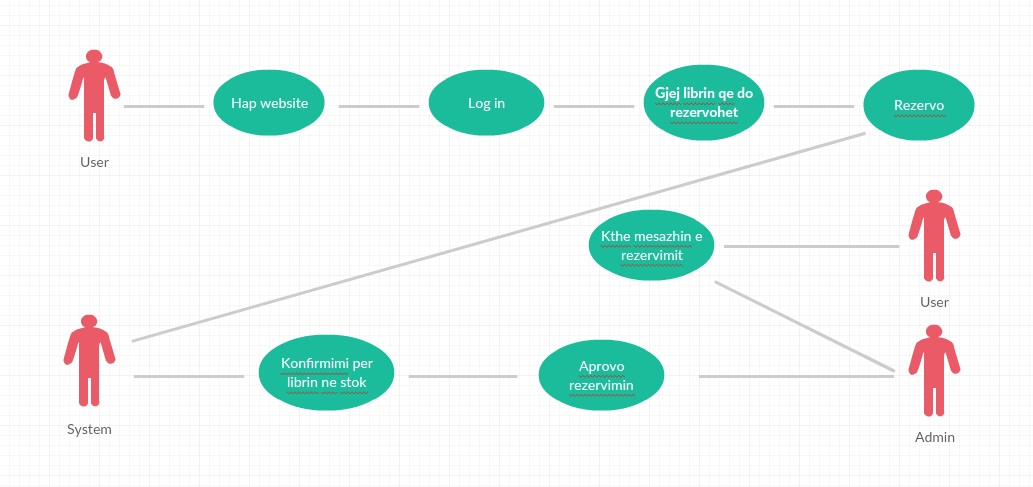 Hap website
Log in
Gjej librin qe do
rezervohet
Rezervo
User
Kthe mesazhin e
rezervimit
User
Konfirmimi per
librin ne stok
Aprovo
rezervimin
System
Admin